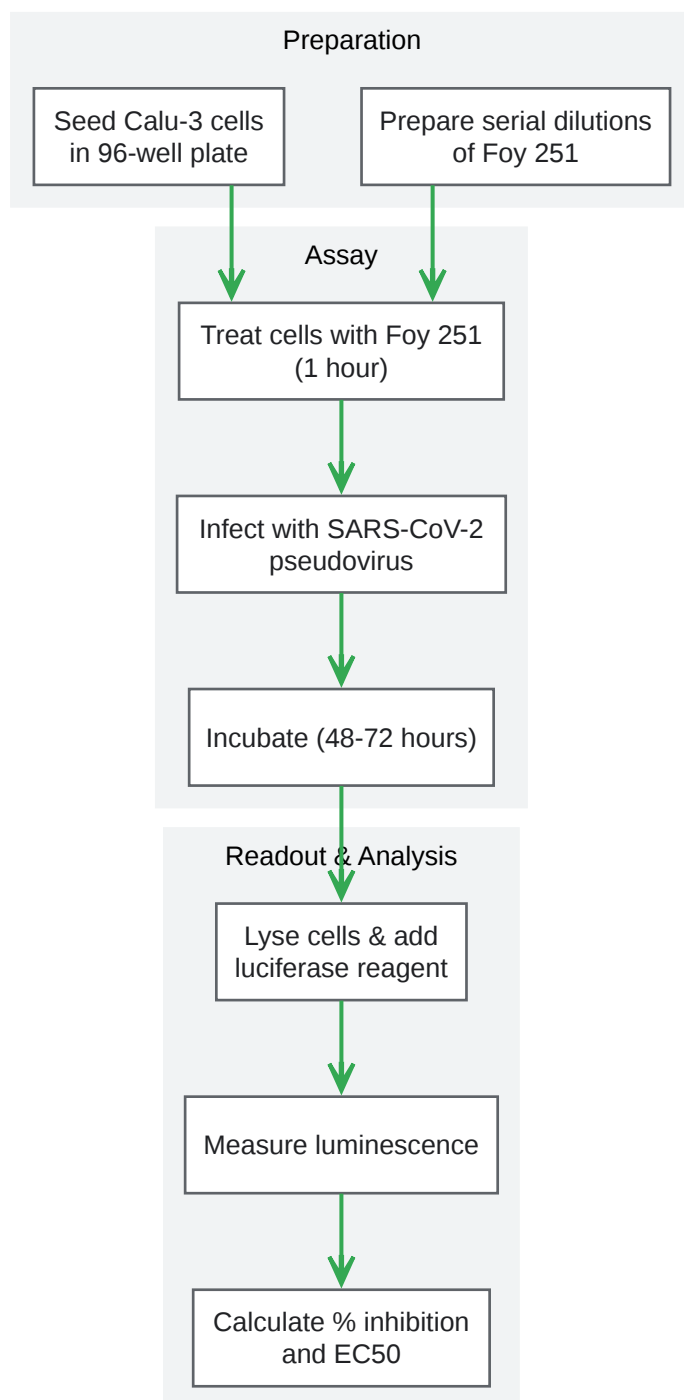 Preparation
Seed Calu-3 cells
in 96-well plate
Prepare serial dilutions
of Foy 251
Assay
Treat cells with Foy 251
(1 hour)
Infect with SARS-CoV-2
pseudovirus
Incubate (48-72 hours)
Readout & Analysis
Lyse cells & add
luciferase reagent
Measure luminescence
Calculate % inhibition
and EC50